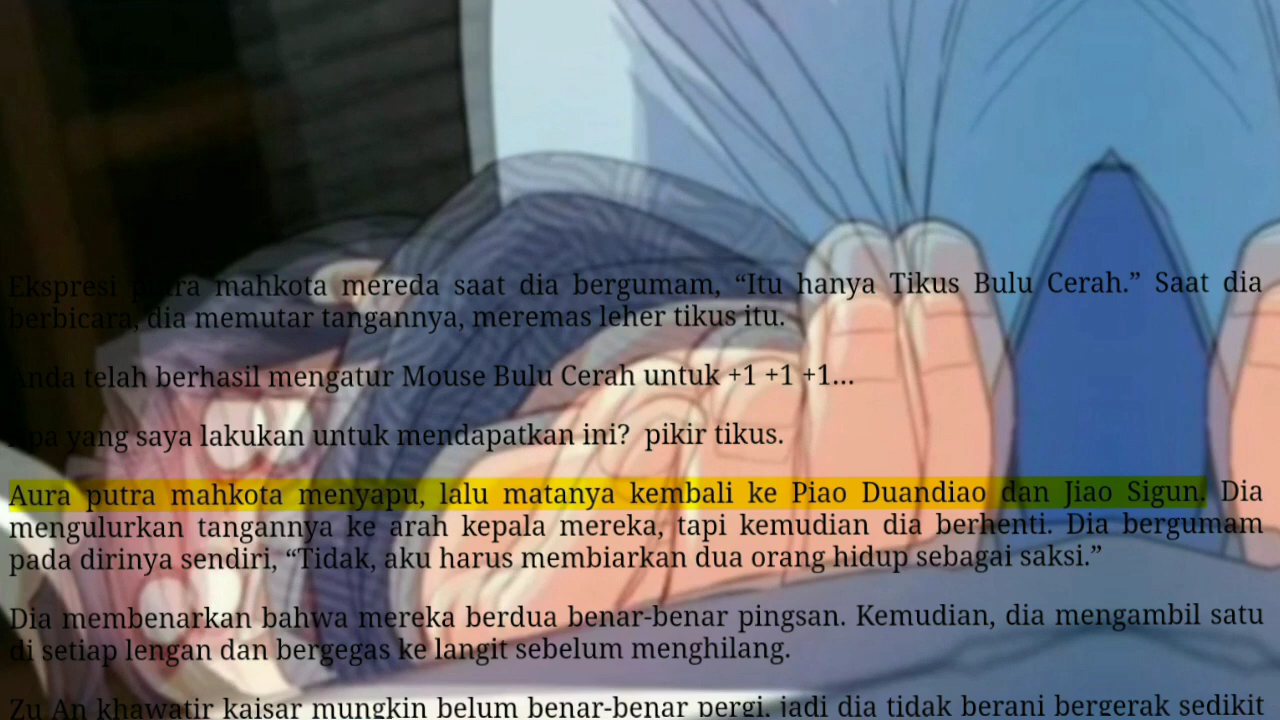 Ekspresi putra mahkota mereda saat dia bergumam, “Itu hanya Tikus Bulu Cerah.” Saat dia
berbicara, dia memutar tangannya, meremas leher tikus itu.
Anda telah berhasil mengatur Mouse Bulu Cerah untuk +1 +1 +1...
Apa yang saya lakukan untuk mendapatkan ini?  pikir tikus.
Aura putra mahkota menyapu, lalu matanya kembali ke Piao Duandiao dan Jiao Sigun. Dia
mengulurkan tangannya ke arah kepala mereka, tapi kemudian dia berhenti. Dia bergumam
pada dirinya sendiri, “Tidak, aku harus membiarkan dua orang hidup sebagai saksi.”
Dia membenarkan bahwa mereka berdua benar-benar pingsan. Kemudian, dia mengambil satu
di setiap lengan dan bergegas ke langit sebelum menghilang.
Zu An khawatir kaisar mungkin belum benar-benar pergi, jadi dia tidak berani bergerak sedikit